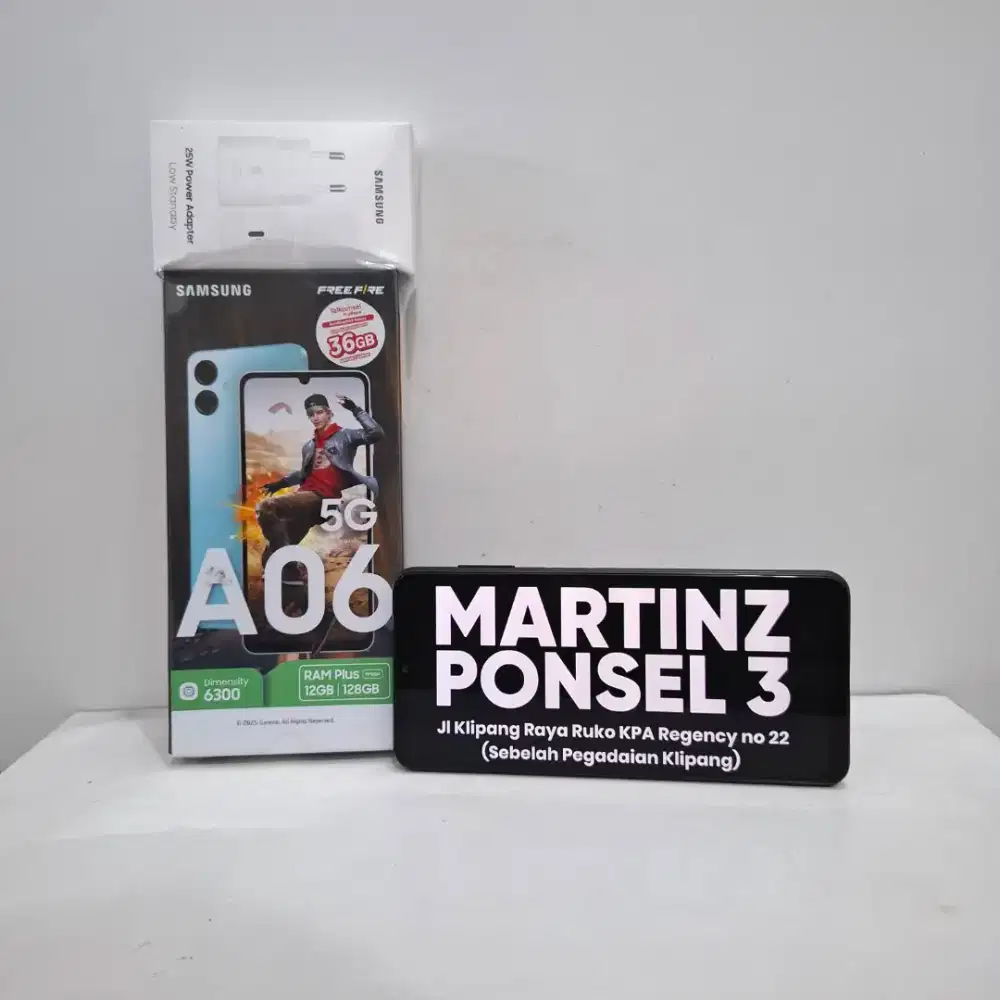 SAMSUNG
25W Power Adapter
Low Standby
SAMSUNG
FREE FIRE
36GB
5G
A06
Dimensity
6300
RAM Plus
12GB | 128GB
MARTINZ
PONSEL 3
Jl Klipang Raya Ruko KPA Regency no 22
(Sebelah Pegadaian Klipang)